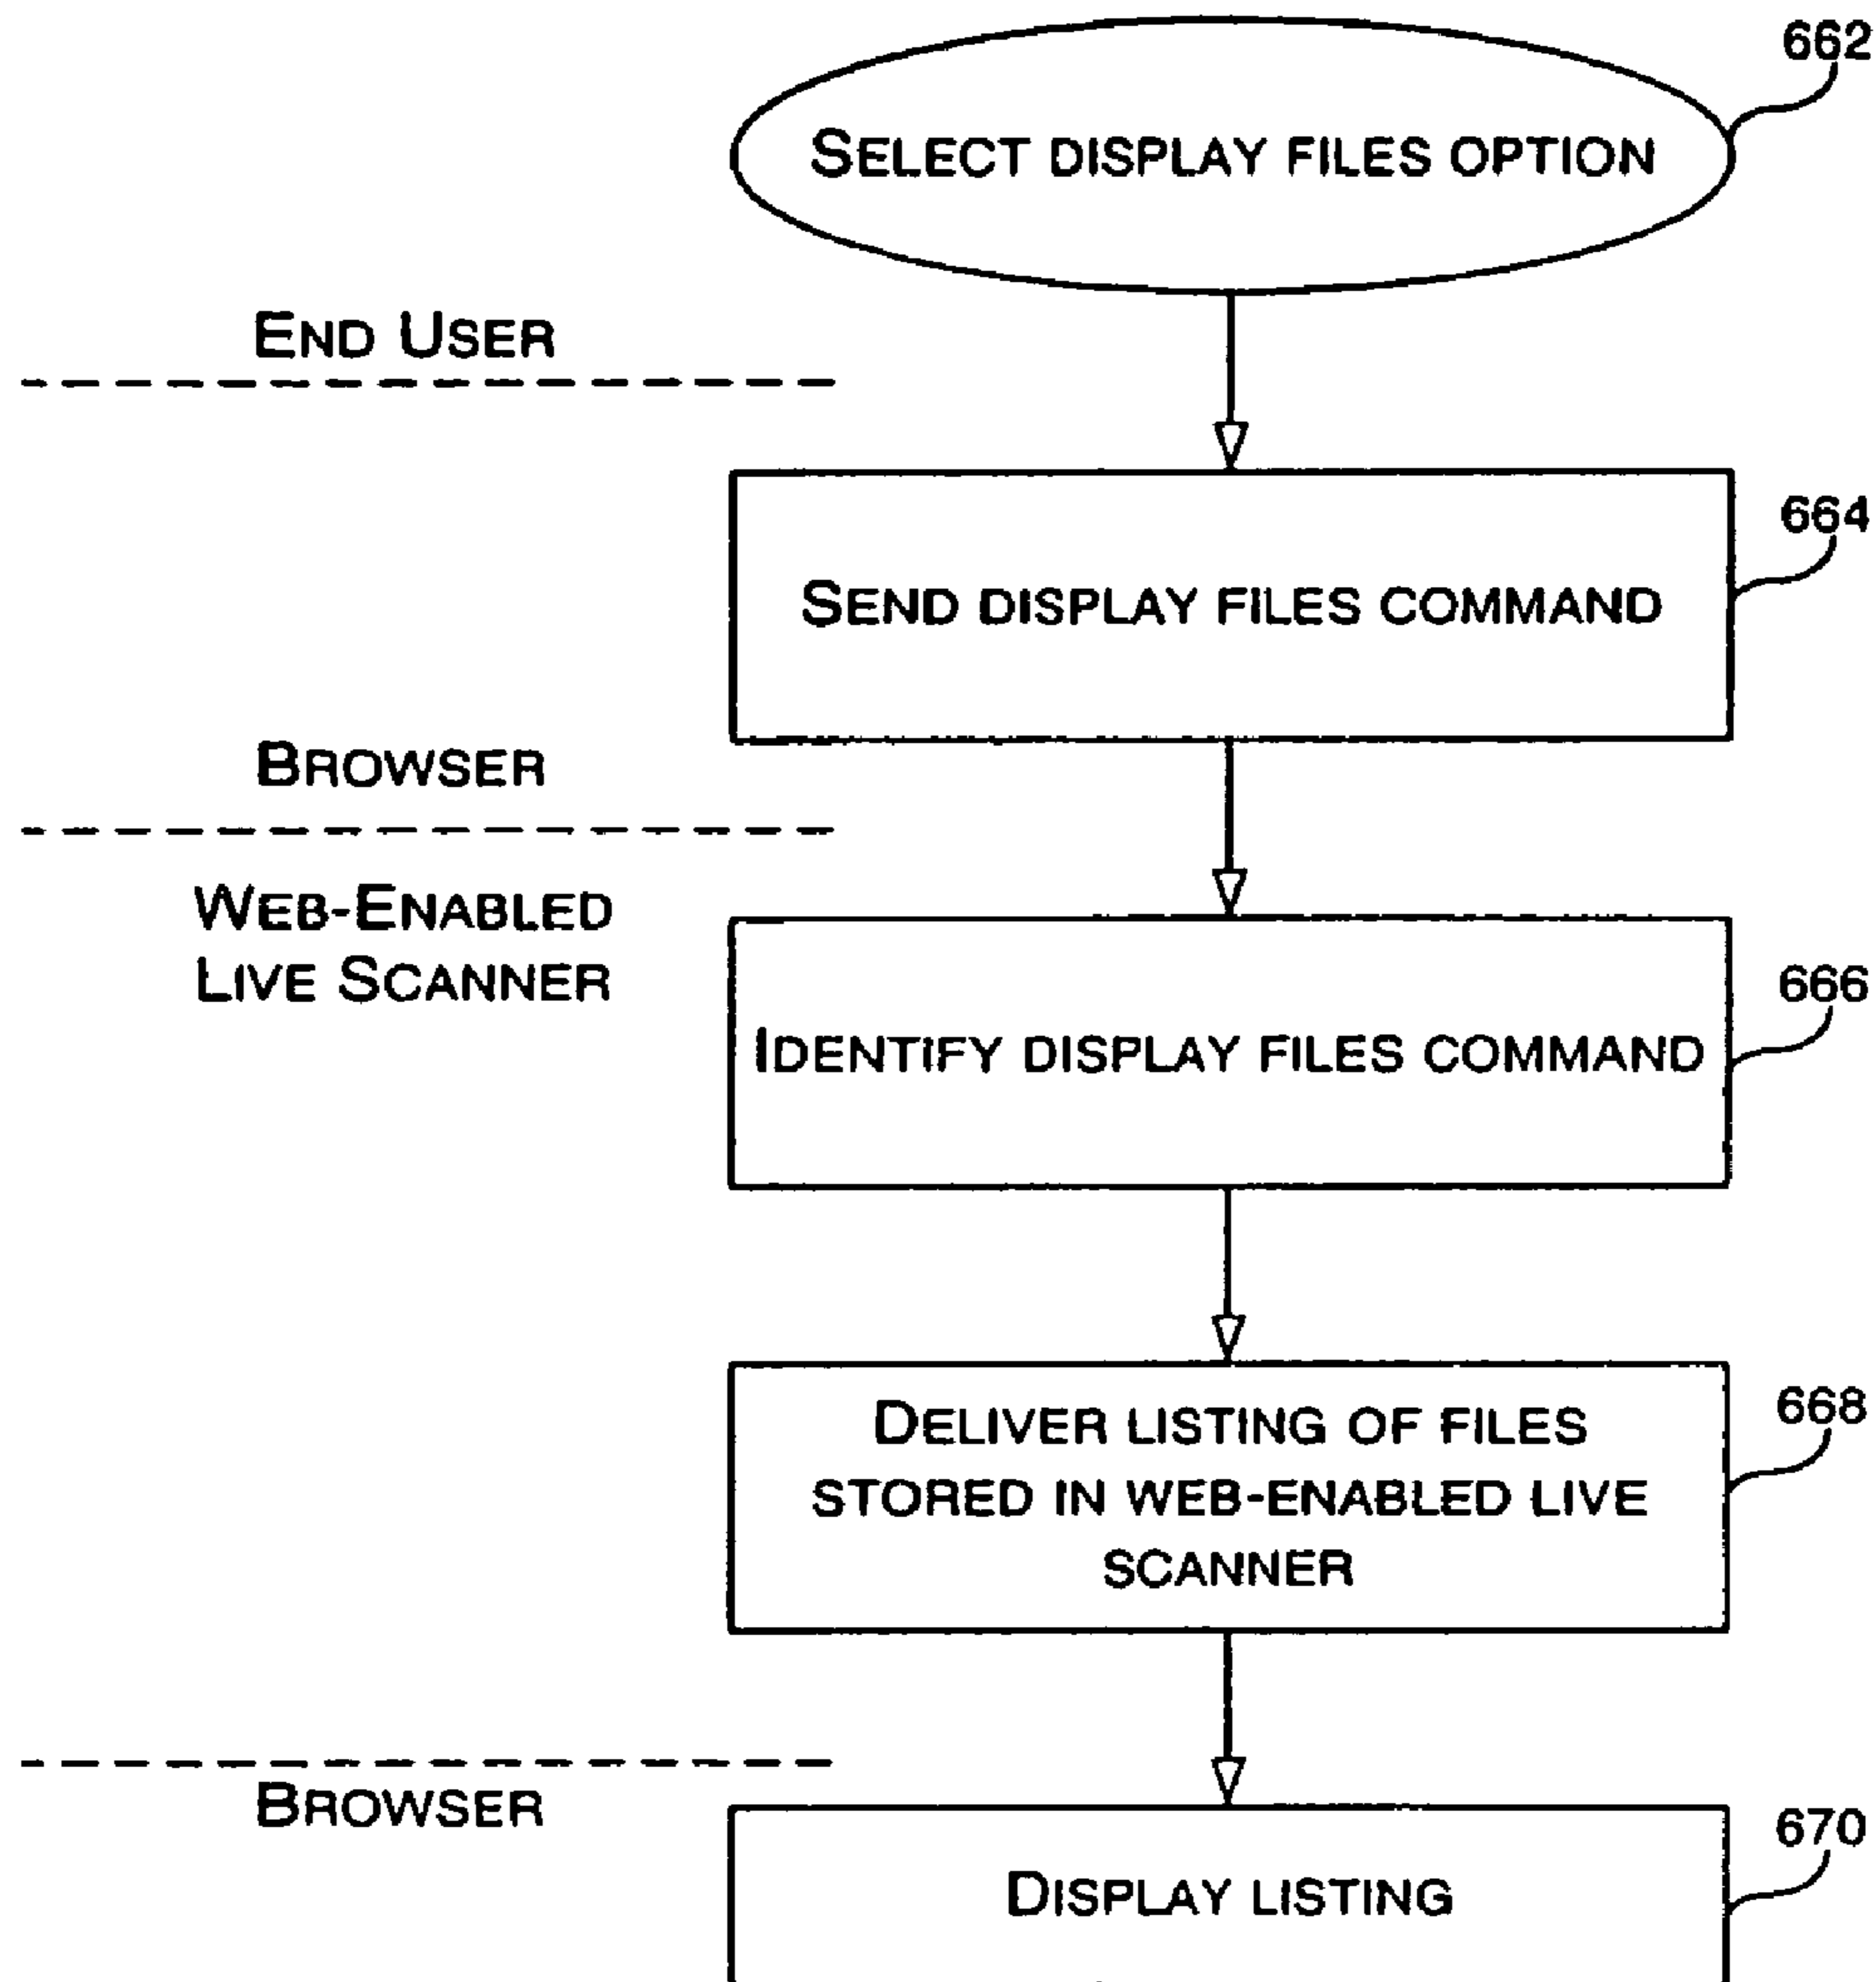 662
SELECT DISPLAY FILES OPTION
END USER
664
SEND DISPLAY FILES COMMAND
BROWSER
WEB-ENABLED
LIVE SCANNER
666
IDENTIFY DISPLAY FILES COMMAND
668
DELIVER LISTING OF FILES
STORED IN WEB-ENABLED LIVE
SCANNER
BROWSER
670
DISPLAY LISTING